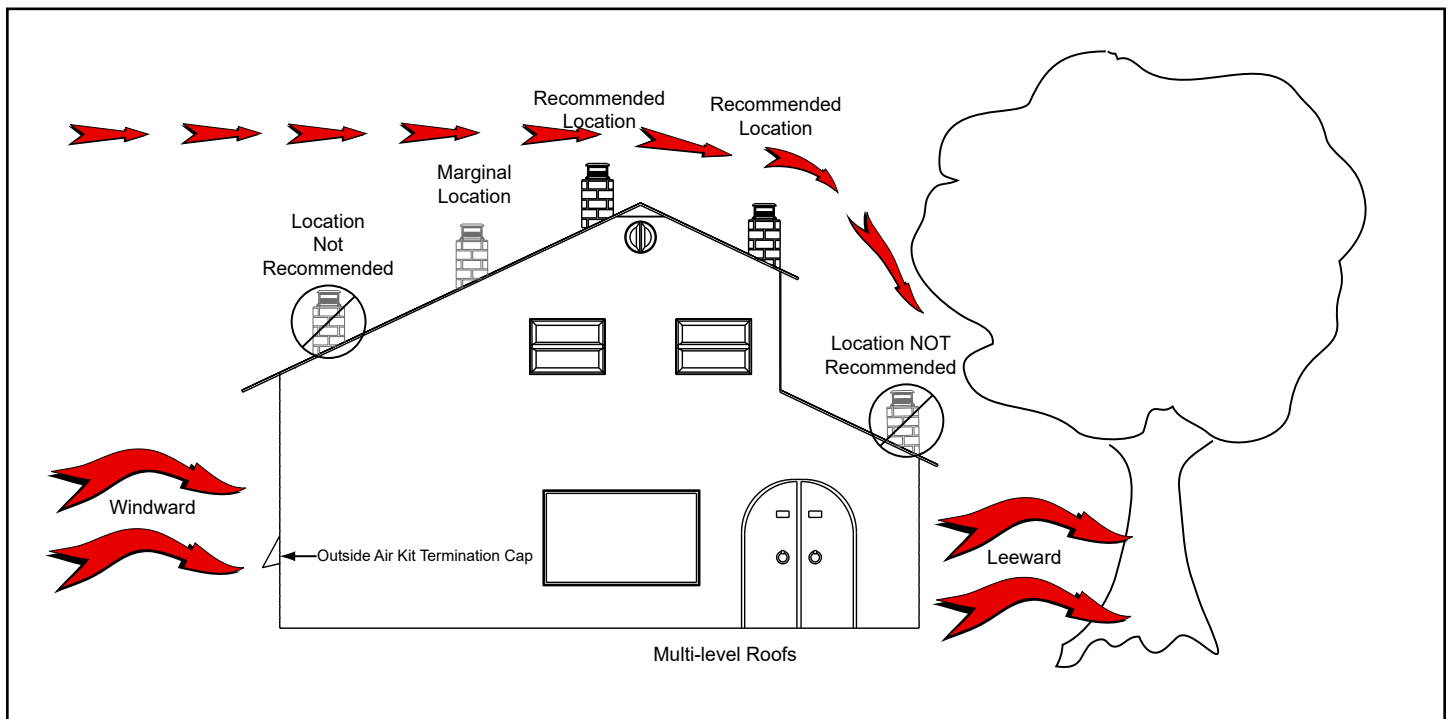 Recommended
Location
Recommended
Location
Marginal
Location
Location
Not
Recommended
Location NOT
Recommended
Windward
Outside Air Kit Termination Cap
Leeward
Multi-level Roofs